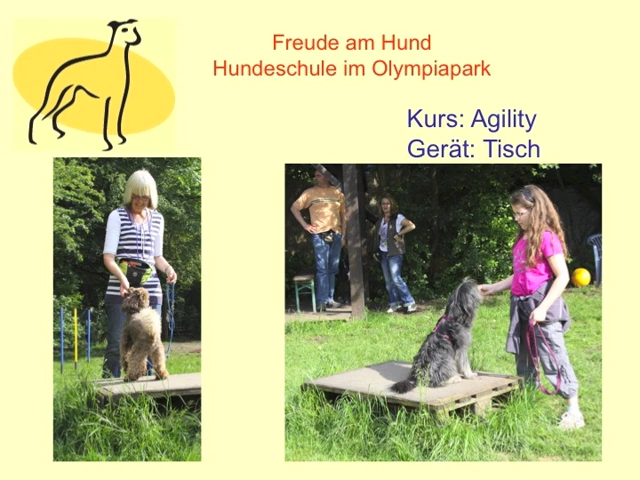 Freude am Hund
Hundeschule im Olympiapark
Kurs: Agility
Gerät: Tisch